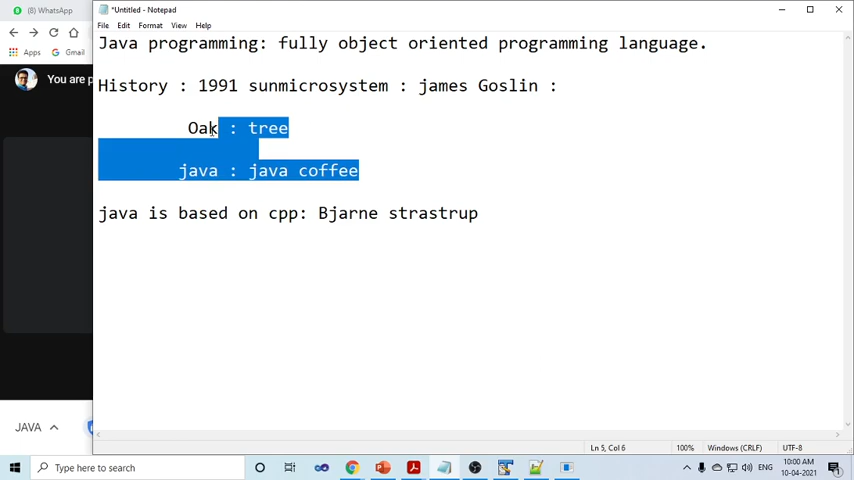 (8) WhatsApp
Apps
Gmail
You are p
JAVA
*Untitled - Notepad
File Edit Format View Help
Java programming: fully object oriented programming language.
History : 1991 sunmicrosystem : james Goslin :
Oak : tree
java : java coffee
java is based on cpp: Bjarne strastrup
Ln 5, Col 6 100% Windows (CRLF) UTF-8
Type here to search
ENG
10:00 AM
10-04-2021